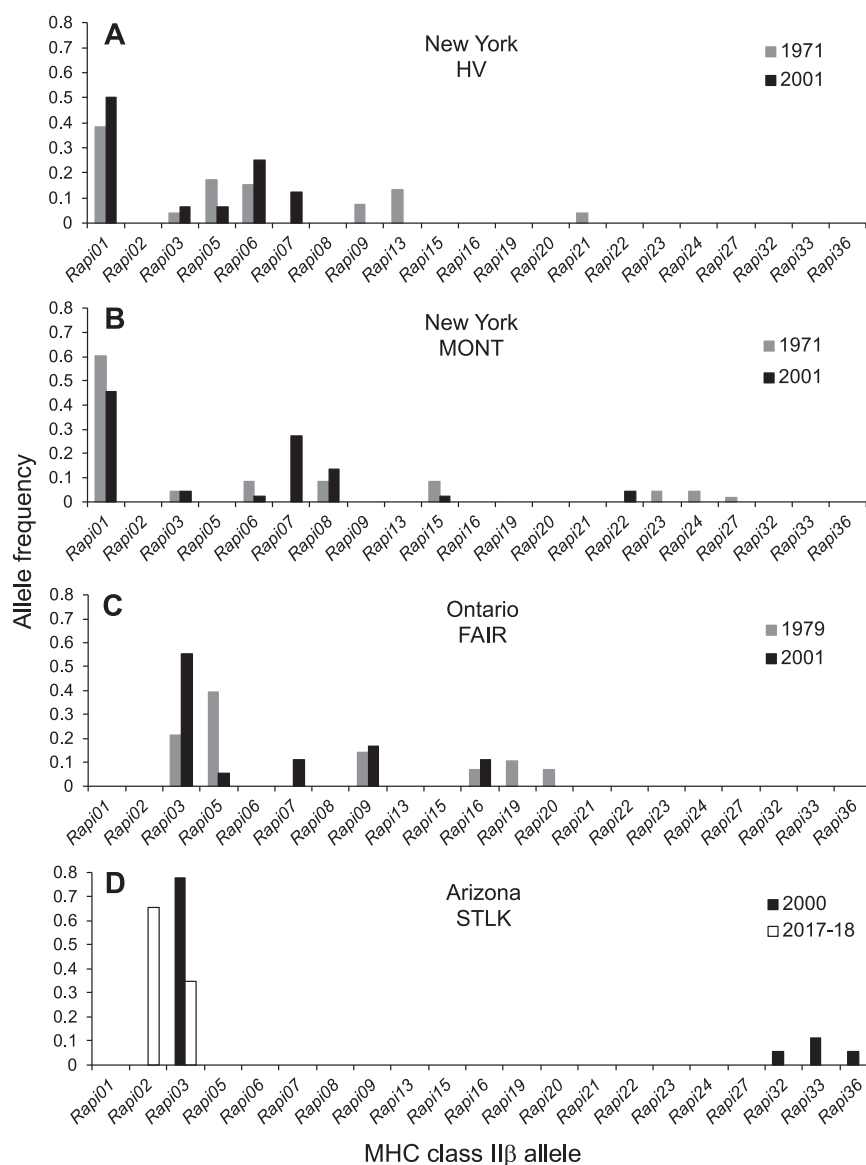 Allele frequency
A
New York
HV
1971
2001
0.8
0.7
0.6
0.5
0.4
0.3
0.2
0.1
0
Rapi01 Rapi02 Rapi03 Rapi05 Rapi06 Rapi07 Rapi08 Rapi09 Rapi13 Rapi15 Rapi16 Rapi19 Rapi20 Rapi21 Rapi22 Rapi23 Rapi24 Rapi27 Rapi32 Rapi33 Rapi36
B
New York
MONT
1971
2001
0.8
0.7
0.6
0.5
0.4
0.3
0.2
0.1
0
Rapi01 Rapi02 Rapi03 Rapi05 Rapi06 Rapi07 Rapi08 Rapi09 Rapi13 Rapi15 Rapi16 Rapi19 Rapi20 Rapi21 Rapi22 Rapi23 Rapi24 Rapi27 Rapi32 Rapi33 Rapi36
C
Ontario
FAIR
1979
2001
0.8
0.7
0.6
0.5
0.4
0.3
0.2
0.1
0
Rapi01 Rapi02 Rapi03 Rapi05 Rapi06 Rapi07 Rapi08 Rapi09 Rapi13 Rapi15 Rapi16 Rapi19 Rapi20 Rapi21 Rapi22 Rapi23 Rapi24 Rapi27 Rapi32 Rapi33 Rapi36
D
Arizona
STLK
2000
2017-18
0.8
0.7
0.6
0.5
0.4
0.3
0.2
0.1
0
Rapi01 Rapi02 Rapi03 Rapi05 Rapi06 Rapi07 Rapi08 Rapi09 Rapi13 Rapi15 Rapi16 Rapi19 Rapi20 Rapi21 Rapi22 Rapi23 Rapi24 Rapi27 Rapi32 Rapi33 Rapi36
MHC class IIβ allele